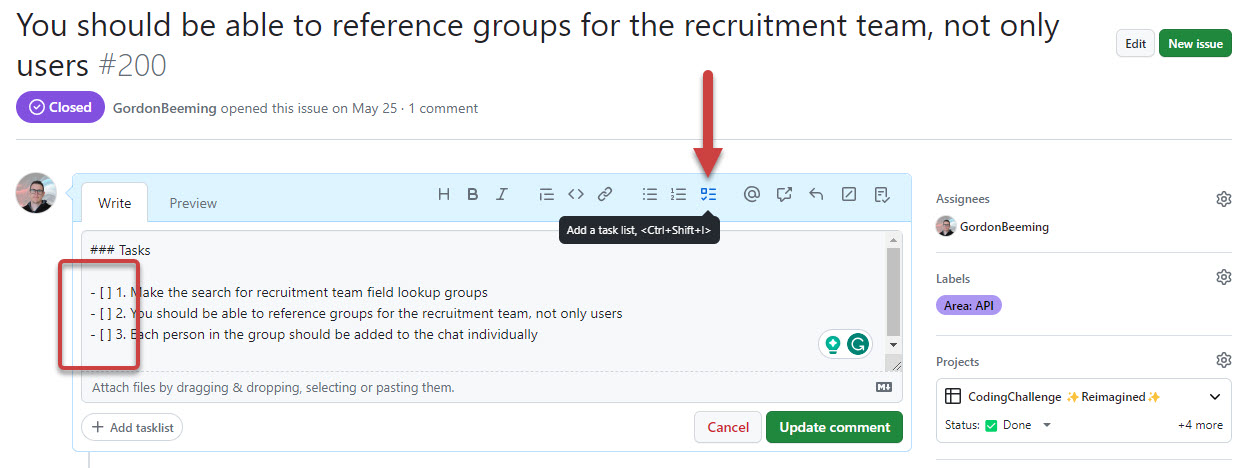 You should be able to reference groups for the recruitment team, not only
users #200
Edit
New issue
Closed
GordonBeeming opened this issue on May 25 · 1 comment
Write
Preview
H B I
Add a task list, <Ctrl+Shift+I>
### Tasks
- [ ] 1. Make the search for recruitment team field lookup groups
- [ ] 2. You should be able to reference groups for the recruitment team, not only users
- [ ] 3. Each person in the group should be added to the chat individually
Attach files by dragging & dropping, selecting or pasting them.
Add tasklist
Cancel
Update comment
Assignees
GordonBeeming
Labels
Area: API
Projects
CodingChallenge ✨Reimagined✨
Status: ✅ Done
+4 more